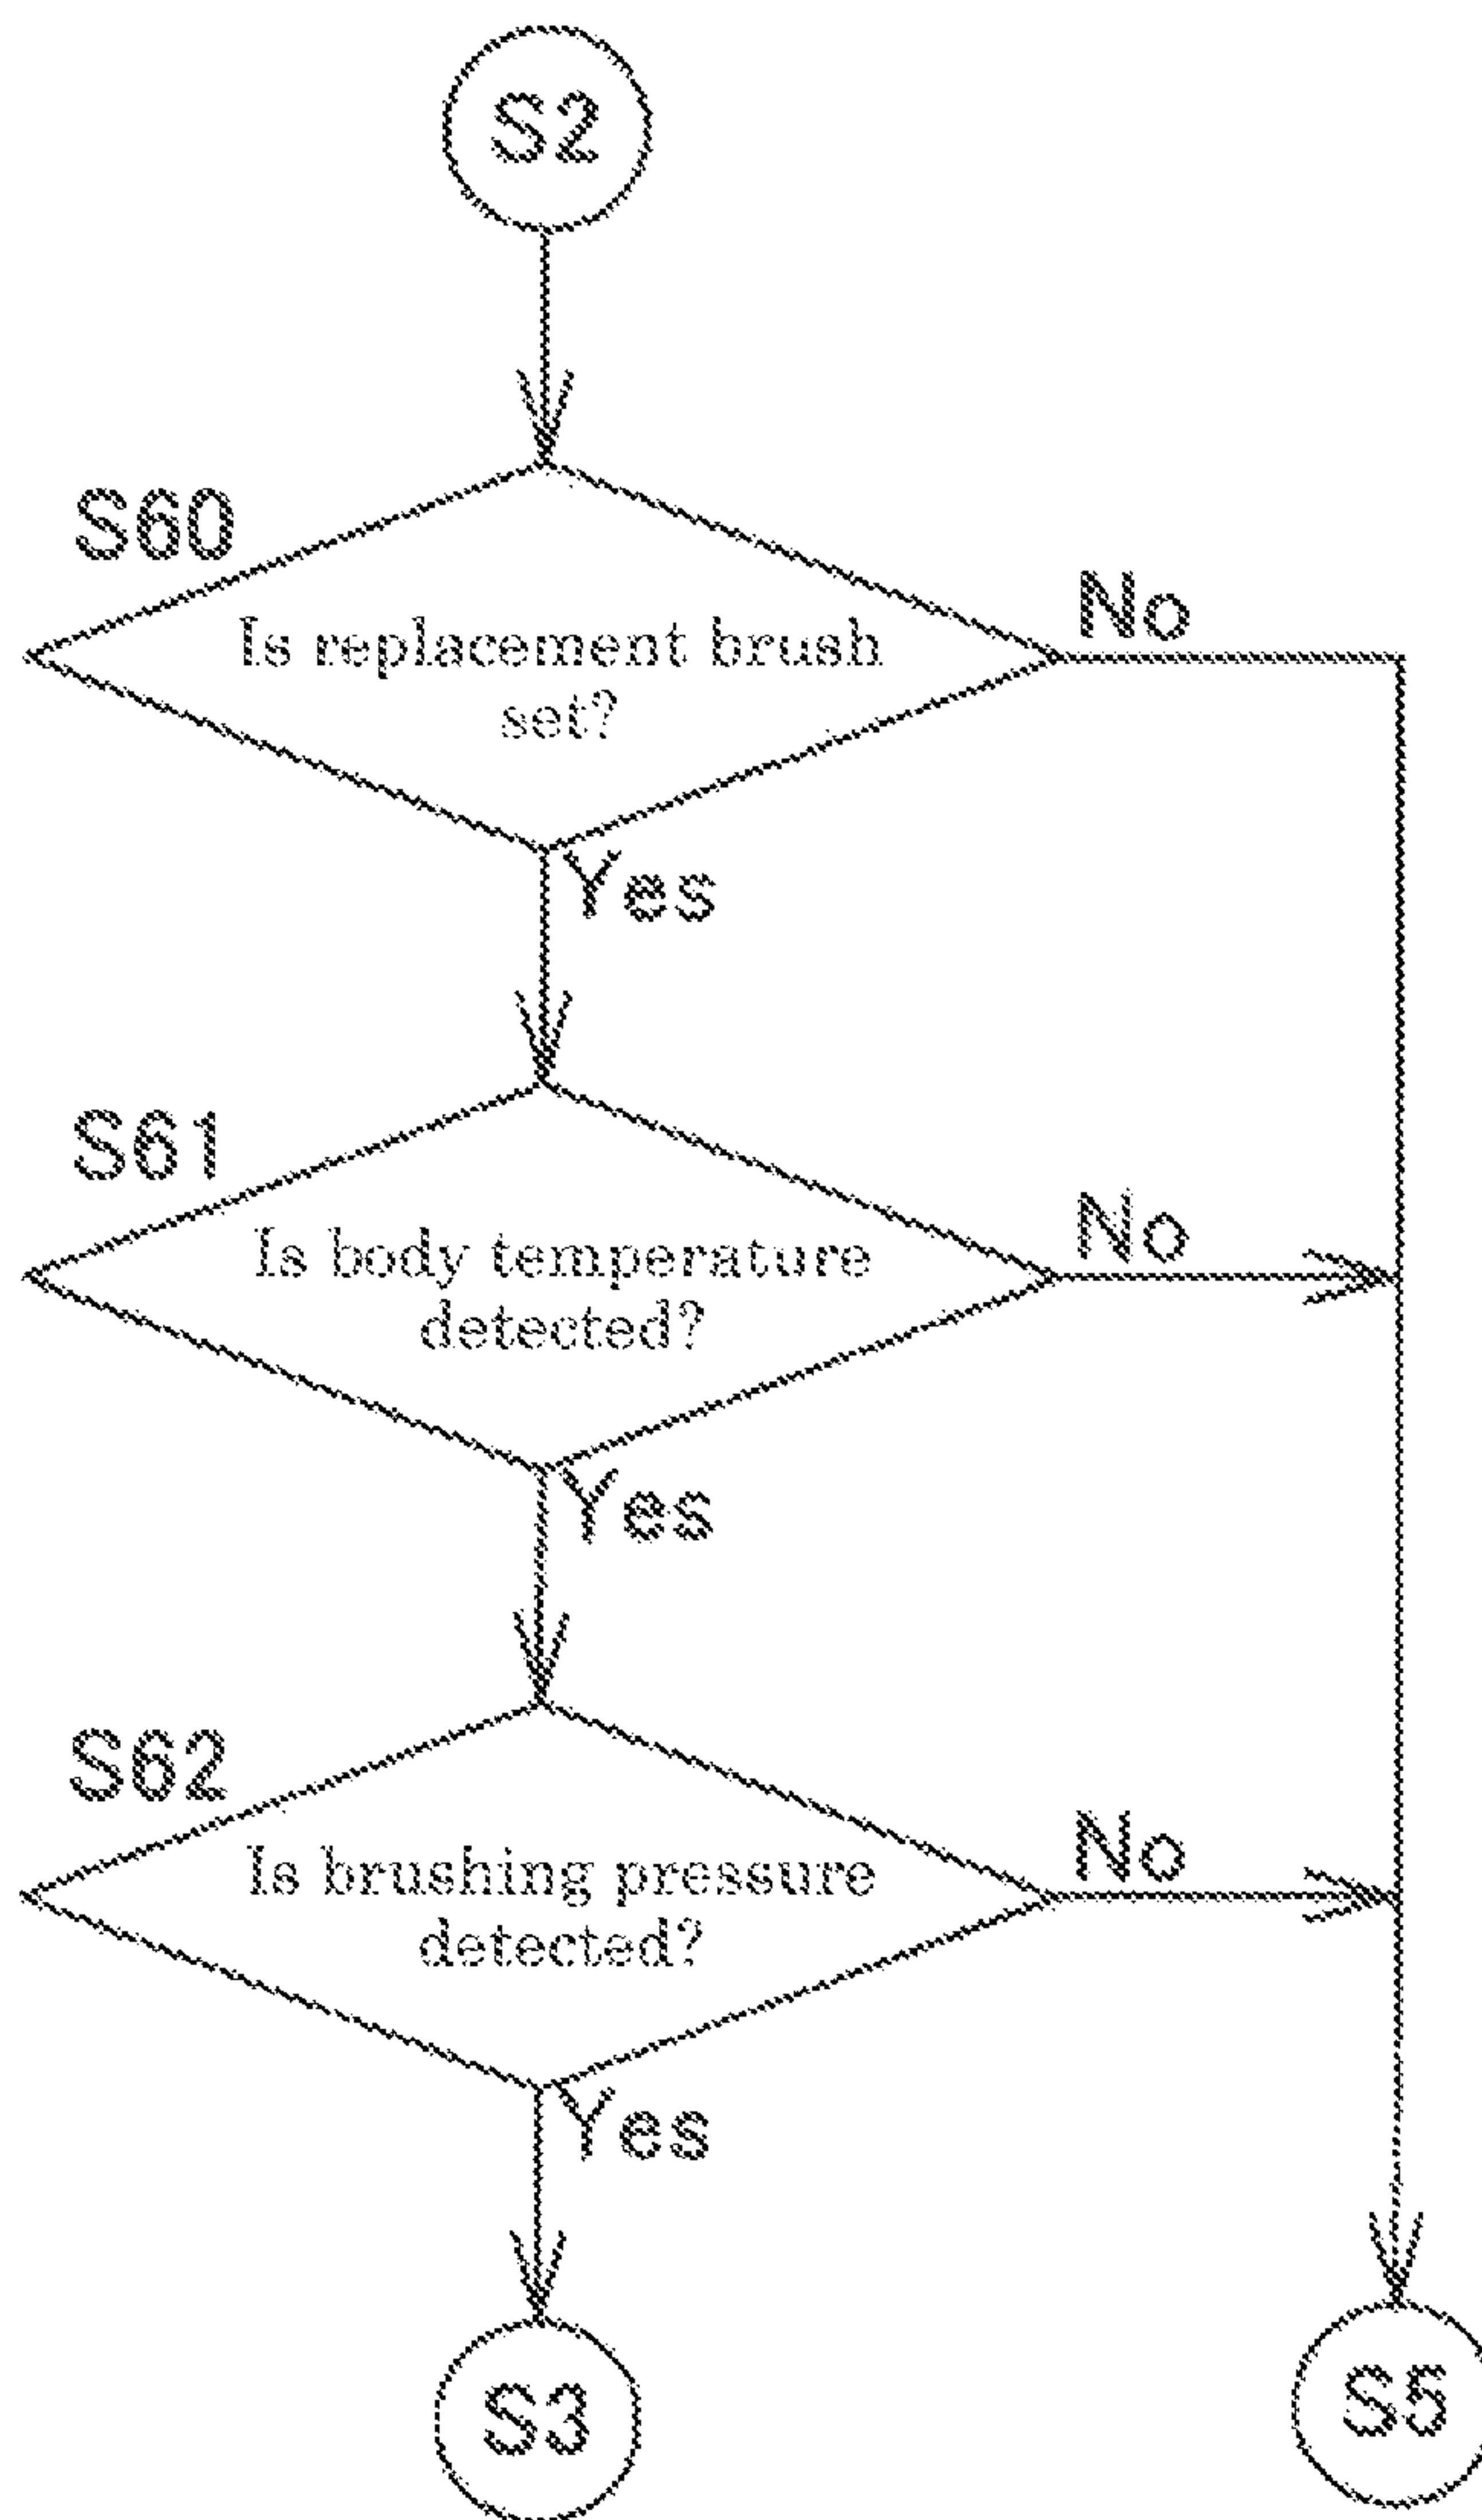 S2
S60
Is replacement brush
set?
No
Yes
S61
Is body temperature
detected?
No
Yes
S62
Is brushing pressure
detected?
No
Yes
S3
S5